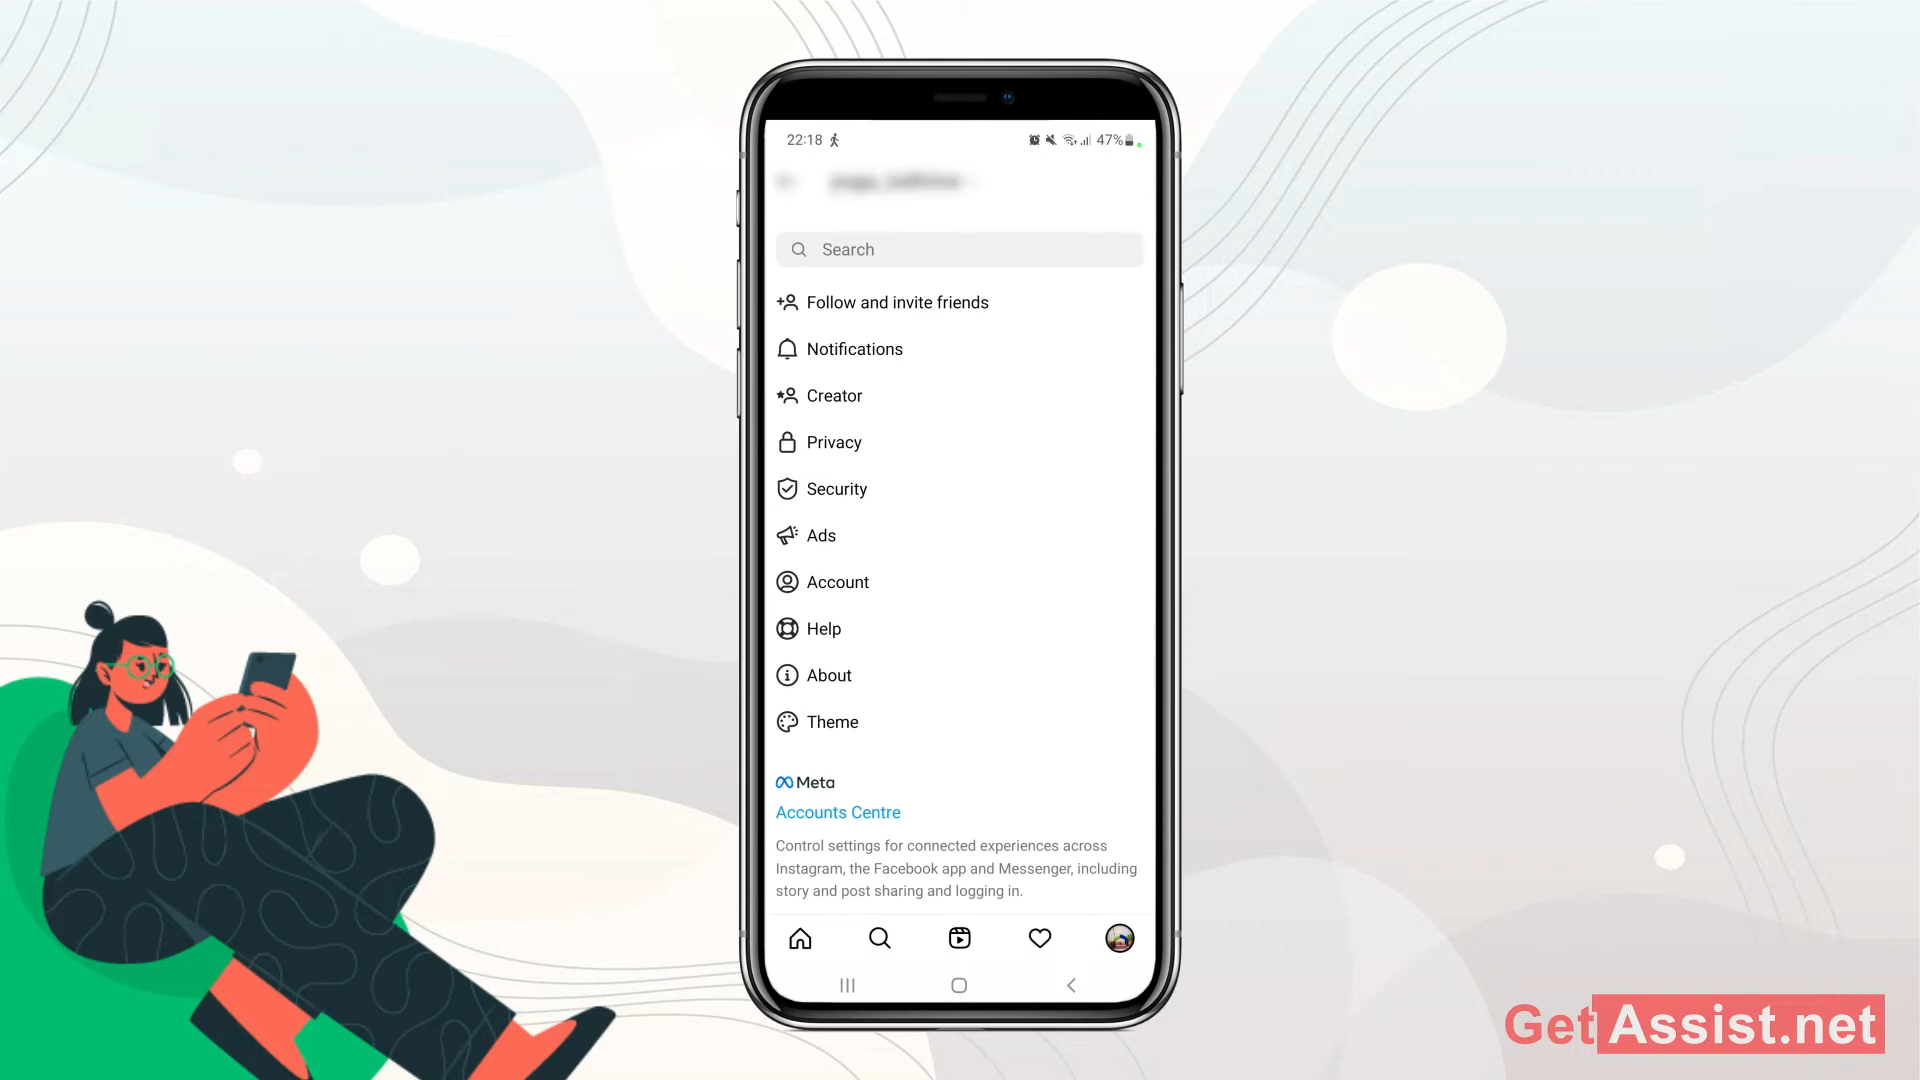 22:18
47%
Search
Follow and invite friends
Notifications
Creator
Privacy
Security
Ads
Account
Help
About
Theme
Meta
Accounts Centre
Control settings for connected experiences across
Instagram, the Facebook app and Messenger, including
story and post sharing and logging in.
GetAssist.net